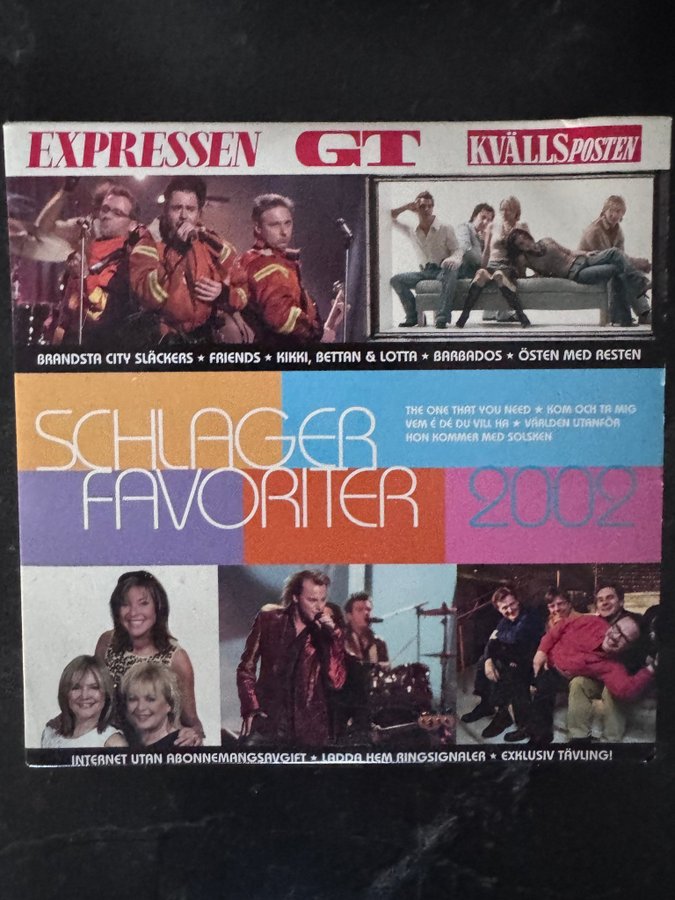 EXPRESSEN GT KVÄLLSPOSTEN
BRANDSTA CITY SLÄCKERS ★ FRIENDS ★ KIKKI, BETTAN & LOTTA ★ BARBADOS ★ ÖSTEN MED RESTEN
SCHLAGER
FAVORITER 2002
THE ONE THAT YOU NEED ★ KOM OCH TA MIG
VEM É DÉ DU VILL HA ★ VÄRLDEN UTANFÖR
HON KOMMER MED SOLSKEN
INTERNET UTAN ABONNEMANGSAVGIFT ★ LADDA HEM RINGSIGNALER ★ EXKLUSIV TÄVLING!